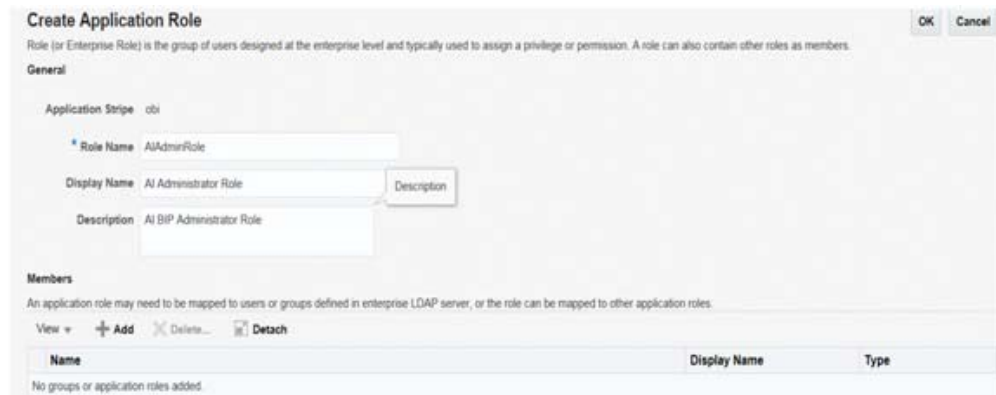 Create Application Role
OK Cancel
Role (or Enterprise Role) is the group of users designed at the enterprise level and typically used to assign a privilege or permission. A role can also contain other roles as members.
General
Application Stripe obi
* Role Name AIAdminRole
Display Name AI Administrator Role
Description
Description AI BIP Administrator Role
Members
An application role may need to be mapped to users or groups defined in enterprise LDAP server, or the role can be mapped to other application roles.
View Add Delete... Detach
Name Display Name Type
No groups or application roles added.